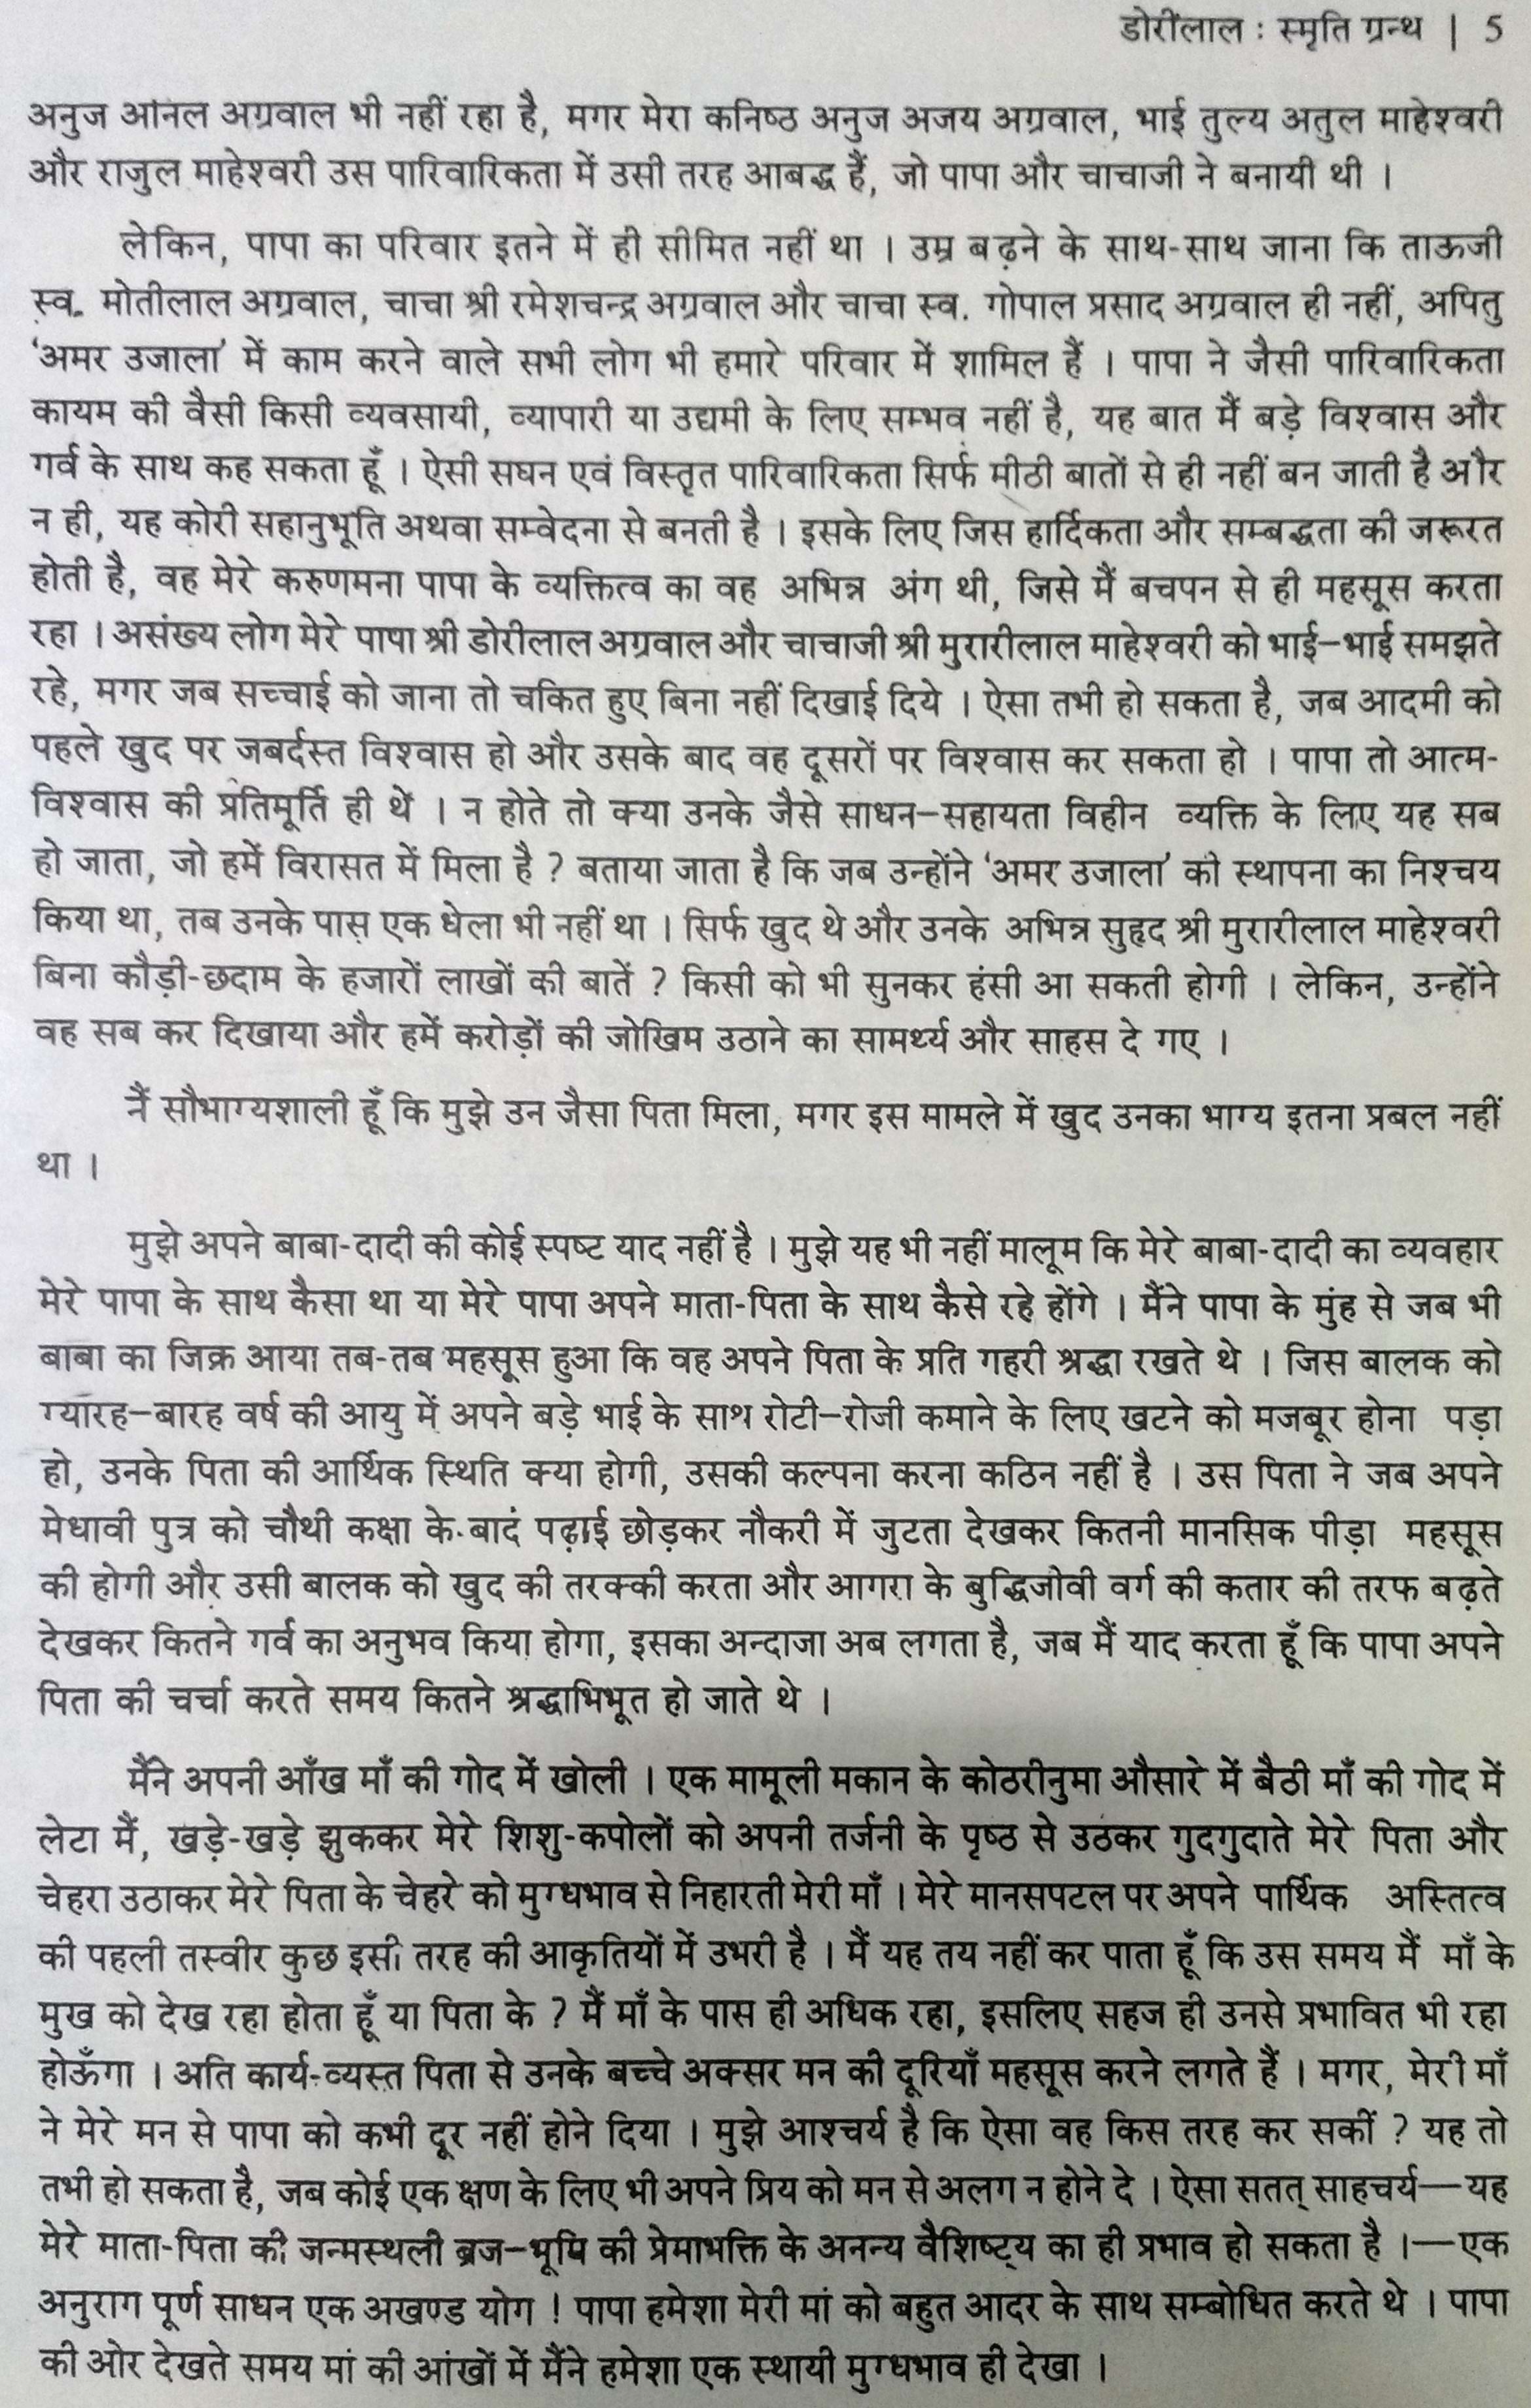 डोरीलाल : स्मृति ग्रन्थ | 5
अनुज अनिल अग्रवाल भी नहीं रहा है, मगर मेरा कनिष्ठ अनुज अजय अग्रवाल, भाई तुल्य अतुल माहेश्वरी
और राजुल माहेश्वरी उस पारिवारिकता में उसी तरह आबद्ध हैं, जो पापा और चाचाजी ने बनायी थी ।
लेकिन, पापा का परिवार इतने में ही सीमित नहीं था । उम्र बढ़ने के साथ-साथ जाना कि ताऊजी
स्व. मोतीलाल अग्रवाल, चाचा श्री रमेशचन्द्र अग्रवाल और चाचा स्व. गोपाल प्रसाद अग्रवाल ही नहीं, अपितु
‘अमर उजाला’ में काम करने वाले सभी लोग भी हमारे परिवार में शामिल हैं । पापा ने जैसी पारिवारिकता
कायम की वैसी किसी व्यवसायी, व्यापारी या उद्यमी के लिए सम्भव नहीं है, यह बात मैं बड़े विश्वास और
गर्व के साथ कह सकता हूँ । ऐसी सघन एवं विस्तृत पारिवारिकता सिर्फ मीठी बातों से ही नहीं बन जाती है और
न ही, यह कोरी सहानुभूति अथवा सम्वेदना से बनती है । इसके लिए जिस हार्दिकता और सम्बद्धता की जरूरत
होती है, वह मेरे करुणमना पापा के व्यक्तित्व का वह अभिन्न अंग थी, जिसे मैं बचपन से ही महसूस करता
रहा । असंख्य लोग मेरे पापा श्री डोरीलाल अग्रवाल और चाचाजी श्री मुरारीलाल माहेश्वरी को भाई–भाई समझते
रहे, मगर जब सच्चाई को जाना तो चकित हुए बिना नहीं दिखाई दिये । ऐसा तभी हो सकता है, जब आदमी को
पहले खुद पर जबर्दस्त विश्वास हो और उसके बाद वह दूसरों पर विश्वास कर सकता हो । पापा तो आत्म-
विश्वास की प्रतिमूर्ति ही थे । न होते तो क्या उनके जैसे साधन–सहायता विहीन व्यक्ति के लिए यह सब
हो जाता, जो हमें विरासत में मिला है ? बताया जाता है कि जब उन्होंने ‘अमर उजाला’ की स्थापना का निश्चय
किया था, तब उनके पास एक धेला भी नहीं था । सिर्फ खुद थे और उनके अभिन्न सुहृद श्री मुरारीलाल माहेश्वरी
बिना कौड़ी-छदाम के हजारों लाखों की बातें ? किसी को भी सुनकर हंसी आ सकती होगी । लेकिन, उन्होंने
वह सब कर दिखाया और हमें करोड़ों की जोखिम उठाने का सामर्थ्य और साहस दे गए ।
नैं सौभाग्यशाली हूँ कि मुझे उन जैसा पिता मिला, मगर इस मामले में खुद उनका भाग्य इतना प्रबल नहीं
था ।
मुझे अपने बाबा-दादी की कोई स्पष्ट याद नहीं है । मुझे यह भी नहीं मालूम कि मेरे बाबा-दादी का व्यवहार
मेरे पापा के साथ कैसा था या मेरे पापा अपने माता-पिता के साथ कैसे रहे होंगे । मैंने पापा के मुंह से जब भी
बाबा का जिक्र आया तब-तब महसूस हुआ कि वह अपने पिता के प्रति गहरी श्रद्धा रखते थे । जिस बालक को
ग्यारह–बारह वर्ष की आयु में अपने बड़े भाई के साथ रोटी–रोजी कमाने के लिए खटने को मजबूर होना पड़ा
हो, उनके पिता की आर्थिक स्थिति क्या होगी, उसकी कल्पना करना कठिन नहीं है । उस पिता ने जब अपने
मेधावी पुत्र को चौथी कक्षा के बाद पढ़ाई छोड़कर नौकरी में जुटता देखकर कितनी मानसिक पीड़ा महसूस
की होगी और उसी बालक को खुद की तरक्की करता और आगरा के बुद्धिजीवी वर्ग की कतार की तरफ बढ़ते
देखकर कितने गर्व का अनुभव किया होगा, इसका अन्दाजा अब लगता है, जब मैं याद करता हूँ कि पापा अपने
पिता की चर्चा करते समय कितने श्रद्धाभिभूत हो जाते थे ।
मैंने अपनी आँख माँ की गोद में खोली । एक मामूली मकान के कोठरीनुमा औसारे में बैठी माँ की गोद में
लेटा मैं, खड़े-खड़े झुककर मेरे शिशु-कपोलों को अपनी तर्जनी के पृष्ठ से उठकर गुदगुदाते मेरे पिता और
चेहरा उठाकर मेरे पिता के चेहरे को मुग्धभाव से निहारती मेरी माँ । मेरे मानसपटल पर अपने पार्थिक अस्तित्व
की पहली तस्वीर कुछ इसी तरह की आकृतियों में उभरी है । मैं यह तय नहीं कर पाता हूँ कि उस समय मैं माँ के
मुख को देख रहा होता हूँ या पिता के ? मैं माँ के पास ही अधिक रहा, इसलिए सहज ही उनसे प्रभावित भी रहा
होऊँगा । अति कार्य-व्यस्त पिता से उनके बच्चे अक्सर मन की दूरियाँ महसूस करने लगते हैं । मगर, मेरी माँ
ने मेरे मन से पापा को कभी दूर नहीं होने दिया । मुझे आश्चर्य है कि ऐसा वह किस तरह कर सकीं ? यह तो
तभी हो सकता है, जब कोई एक क्षण के लिए भी अपने प्रिय को मन से अलग न होने दे । ऐसा सतत् साहचर्य—यह
मेरे माता-पिता की जन्मस्थली ब्रज–भूमि की प्रेमाभक्ति के अनन्य वैशिष्ट्य का ही प्रभाव हो सकता है ।—एक
अनुराग पूर्ण साधन एक अखण्ड योग ! पापा हमेशा मेरी मां को बहुत आदर के साथ सम्बोधित करते थे । पापा
की ओर देखते समय मां की आंखों में मैंने हमेशा एक स्थायी मुग्धभाव ही देखा ।